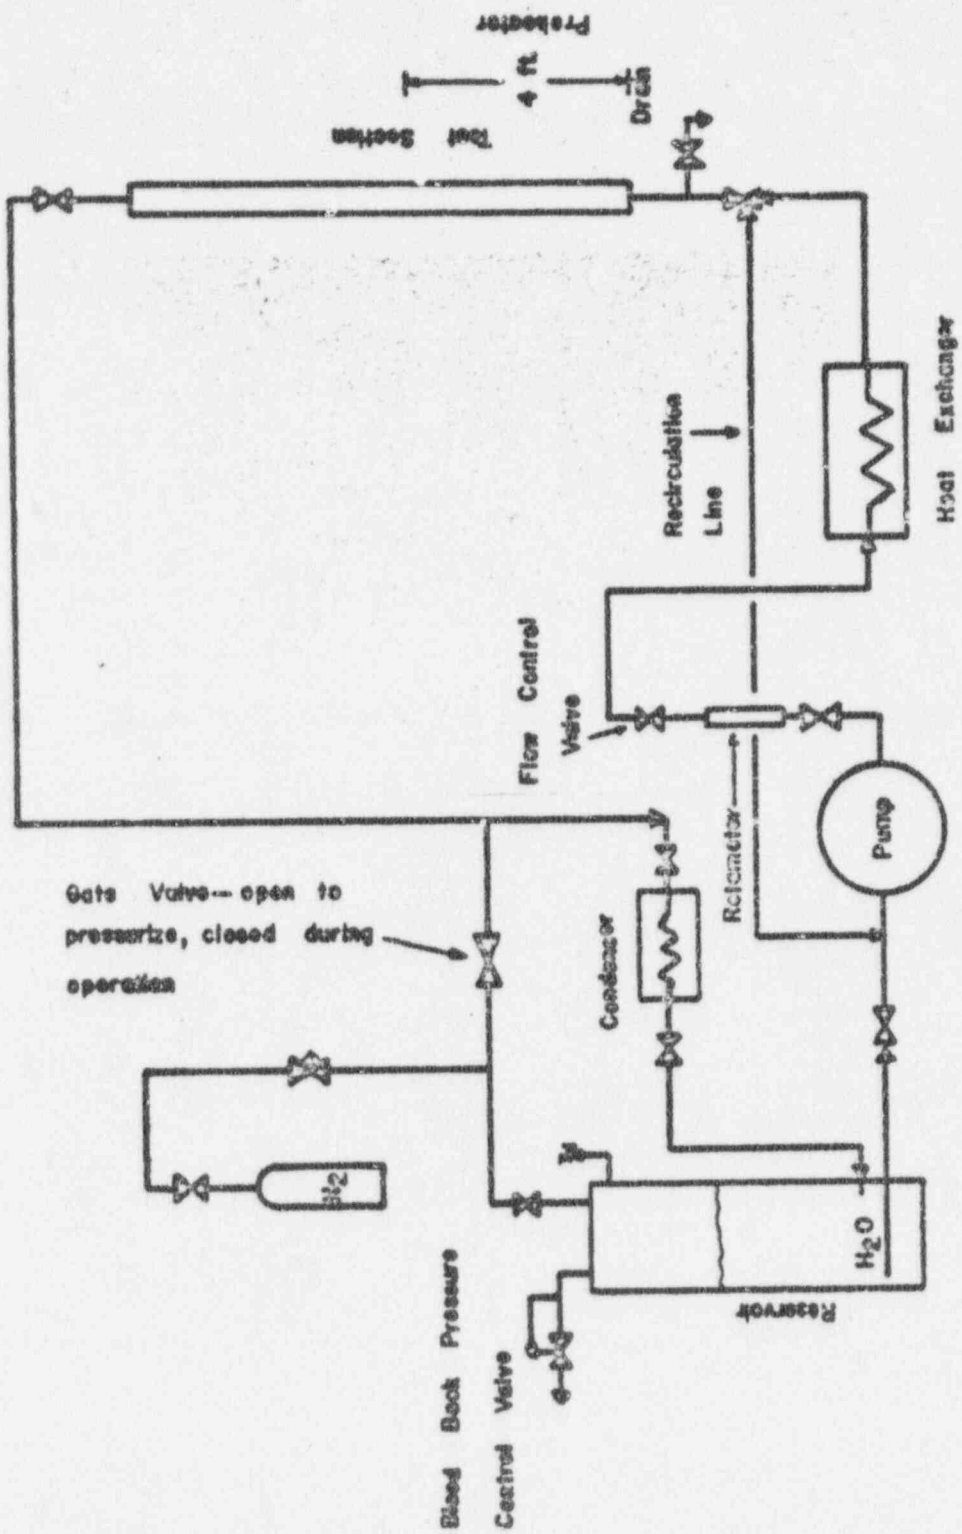 Preheater
4 ft.
Drain
Test Section
Recirculation
Line
Heat Exchanger
Flow Control
Valve
Rotameter
Pump
Gate Valve — open to
pressurize, closed during
operation
Condenser
N₂
H₂O
Reservoir
Bleed Back Pressure
Control Valve